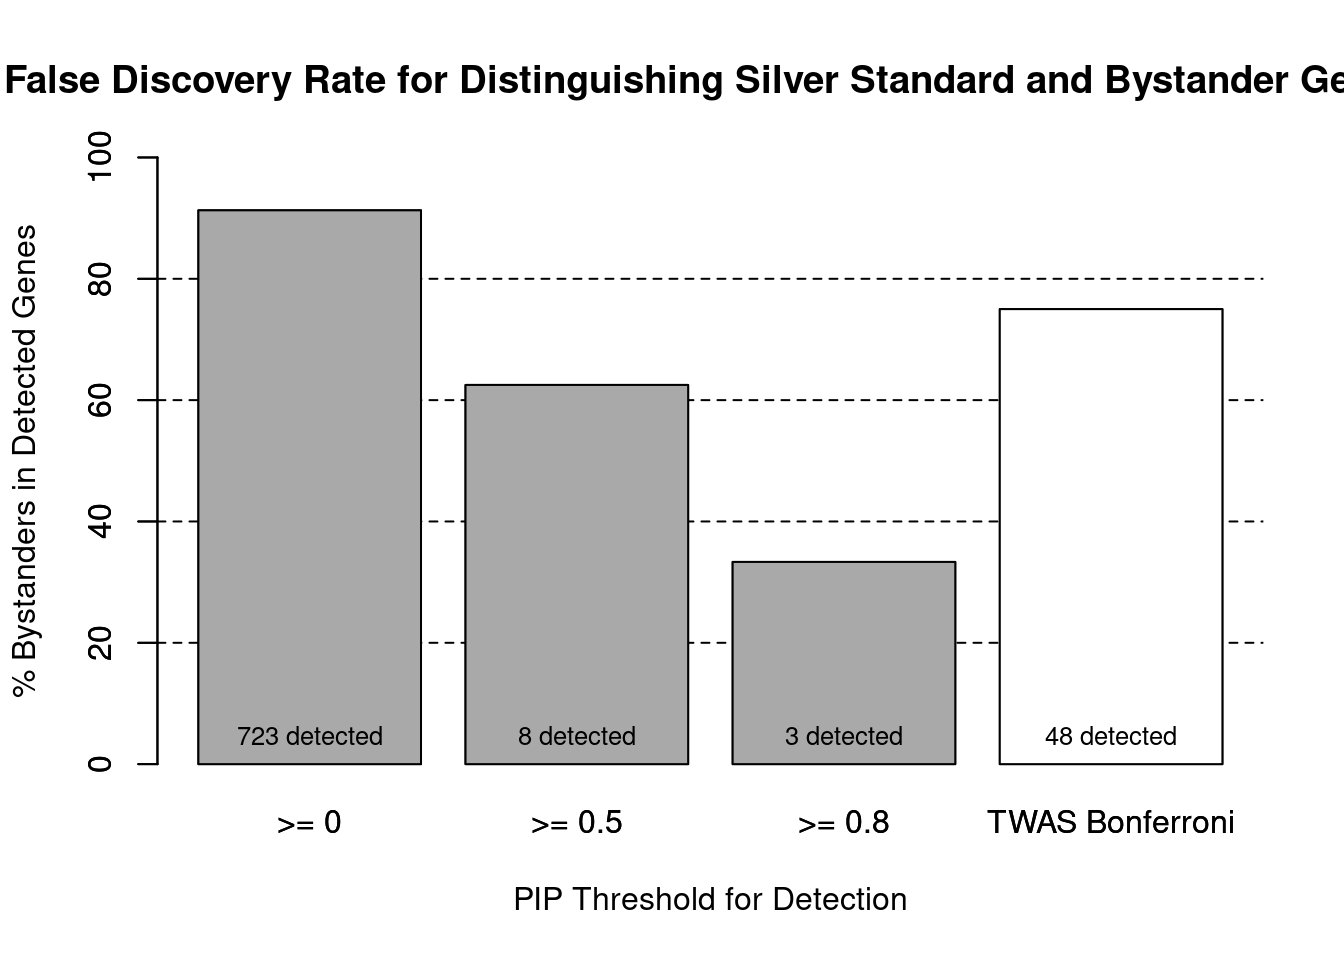 False Discovery Rate for Distinguishing Silver Standard and Bystander Ge
% Bystanders in Detected Genes
100
80
60
40
20
0
723 detected
8 detected
3 detected
48 detected
>= 0
>= 0.5
>= 0.8
TWAS Bonferroni
PIP Threshold for Detection